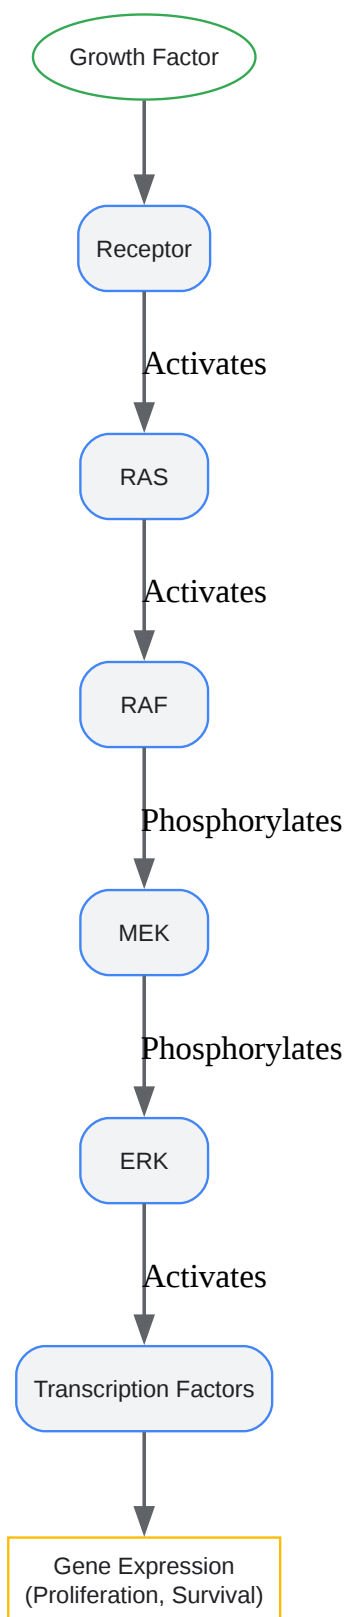 Growth Factor
Receptor
Activates
RAS
Activates
RAF
Phosphorylates
MEK
Phosphorylates
ERK
Activates
Transcription Factors
Gene Expression
(Proliferation, Survival)